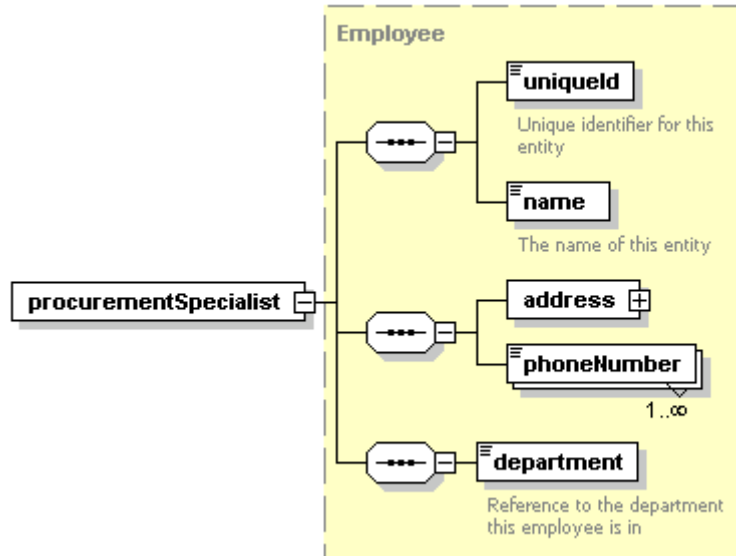 Employee
uniqueId
Unique identifier for this
entity
name
The name of this entity
procurementSpecialist
address
phoneNumber
1..∞
department
Reference to the department
this employee is in